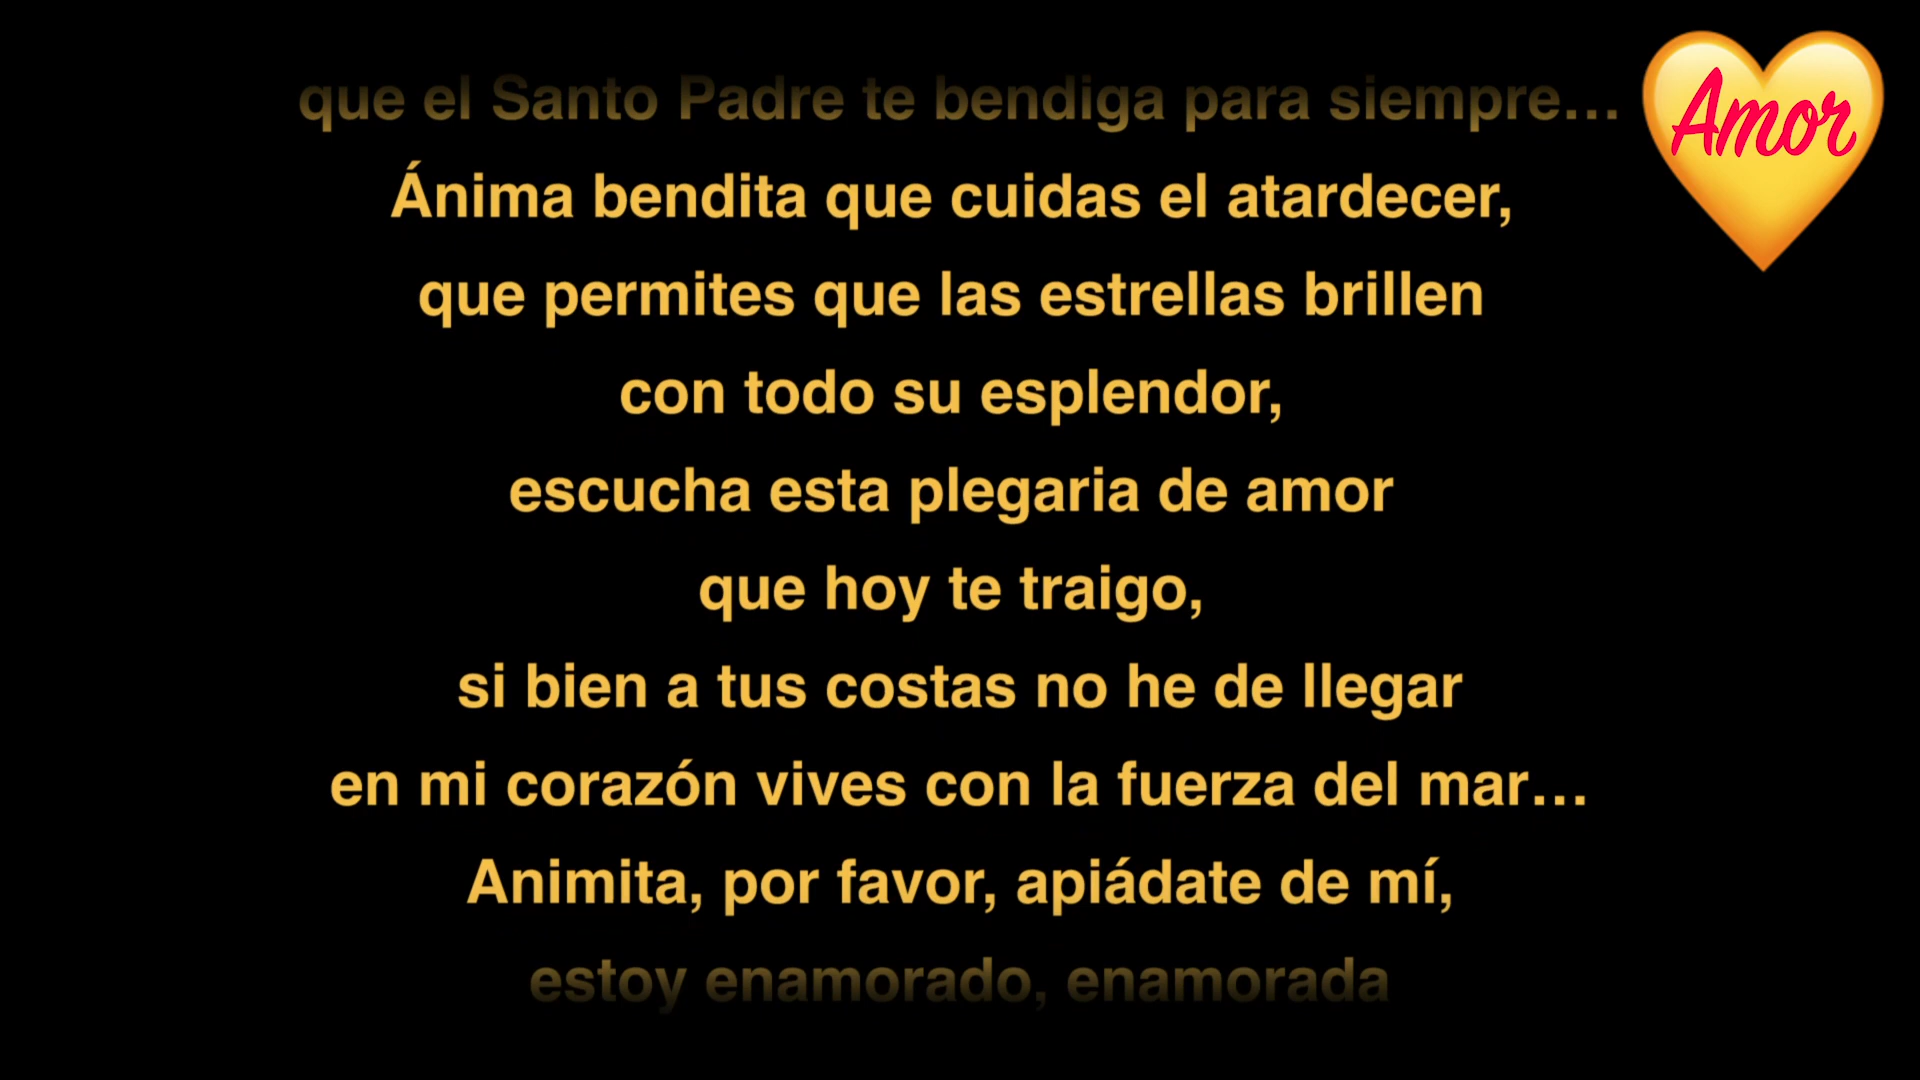 que el Santo Padre te bendiga para siempre...
Amor
Ánima bendita que cuidas el atardecer,
que permites que las estrellas brillen
con todo su esplendor,
escucha esta plegaria de amor
que hoy te traigo,
si bien a tus costas no he de llegar
en mi corazón vives con la fuerza del mar...
Animita, por favor, apiádate de mí,
estoy enamorado, enamorada